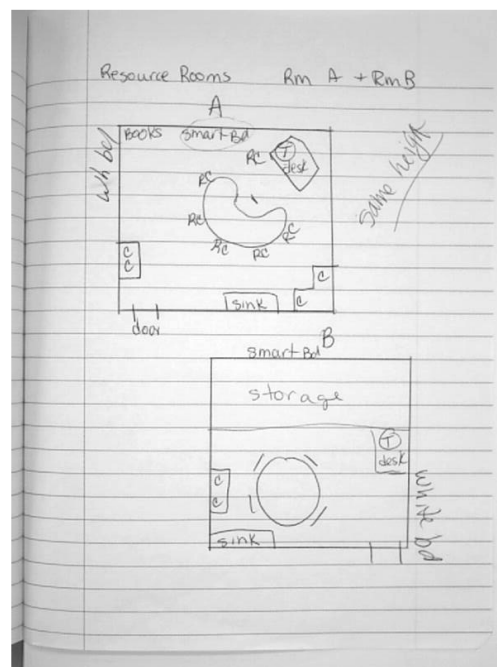 Resource Rooms Rm A + Rm B
A
Books Smart Bd
Wh bd
RC
T
desk
RC
RC
RC
RC
RC
C
C
C
C
sink
door
Same height
B
Smart Bd
storage
T
desk
C
C
sink
White bd